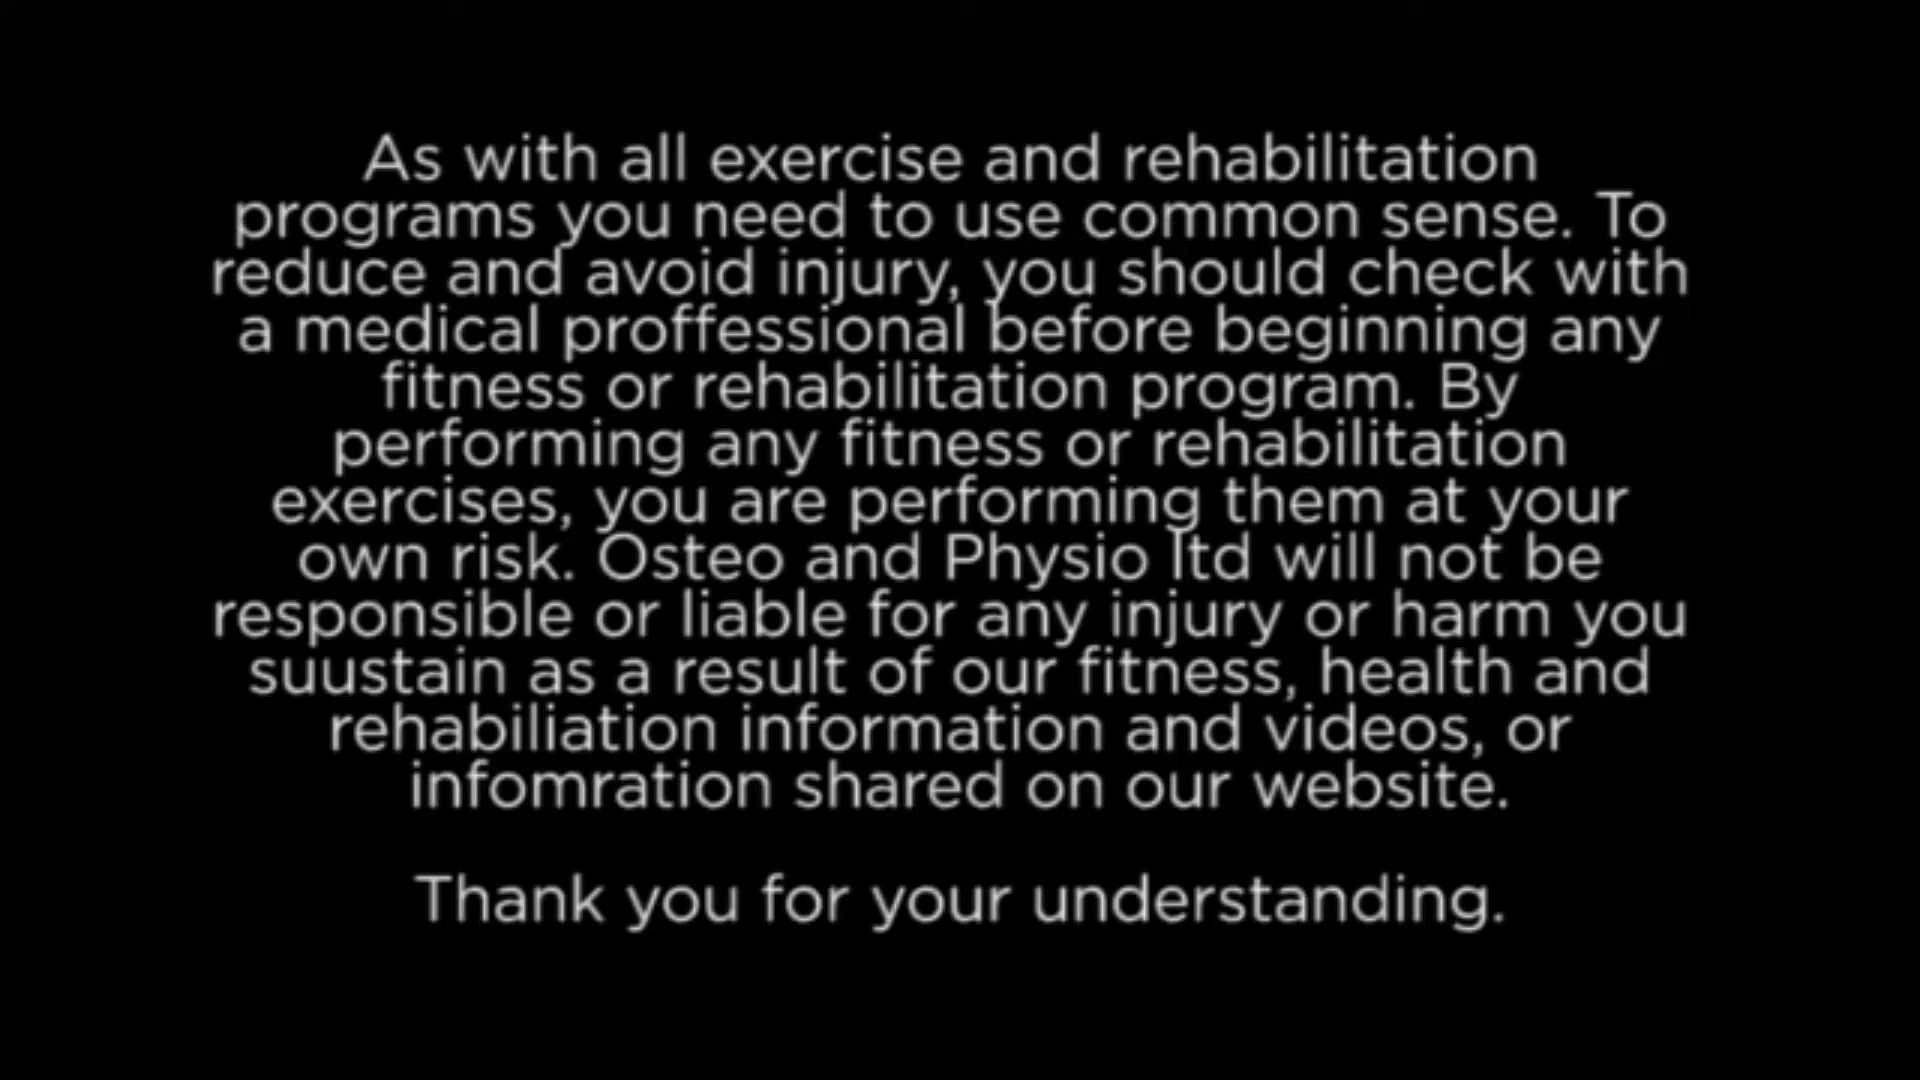 As with all exercise and rehabilitation
programs you need to use common sense. To
reduce and avoid injury, you should check with
a medical proffessional before beginning any
fitness or rehabilitation program. By
performing any fitness or rehabilitation
exercises, you are performing them at your
own risk. Osteo and Physio ltd will not be
responsible or liable for any injury or harm you
suustain as a result of our fitness, health and
rehabiliation information and videos, or
infomration shared on our website.
Thank you for your understanding.